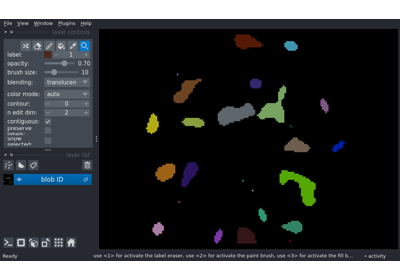 File View Window Plugins Help
layer controls
label: 1
opacity: 0.70
brush size: 10
blending: translucen
color mode: auto
contour: 0
n edit dim: 2
contiguous:
preserve labels:
show selected:
layer list
blob ID
Ready use <1> for activate the label eraser, use <2> for activate the paint brush, use <3> for activate the fill b... activity